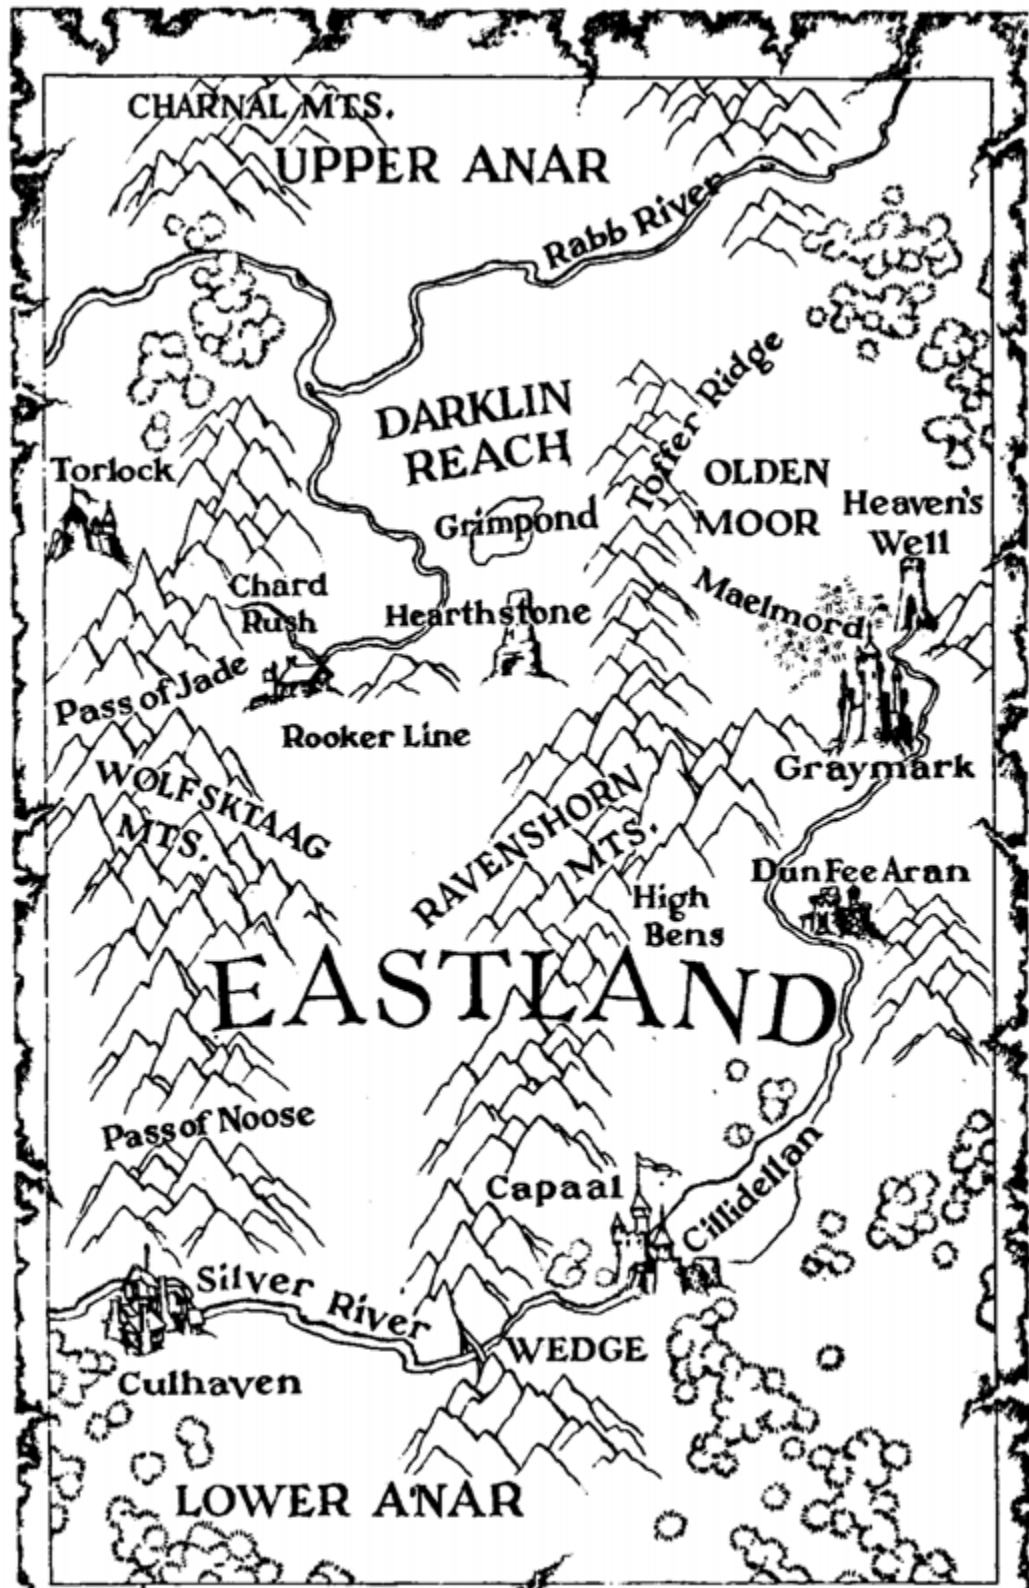 CHARNAL MTS.
UPPER ANAR
Rabb River
DARKLIN
REACH
Toffer Ridge
Torlock
OLDEN
MOOR
Heaven's
Well
Grimpond
Chard
Rush
Hearthstone
Maelmord
Pass of Jade
Rooker Line
Graymark
WOLFSKTAAG
MTS.
RAVENSHORN
MTS.
Dun Fee Aran
High
Bens
EASTLAND
Pass of Noose
Capaal
Cillidellan
Silver River
WEDGE
Culhaven
LOWER ANAR